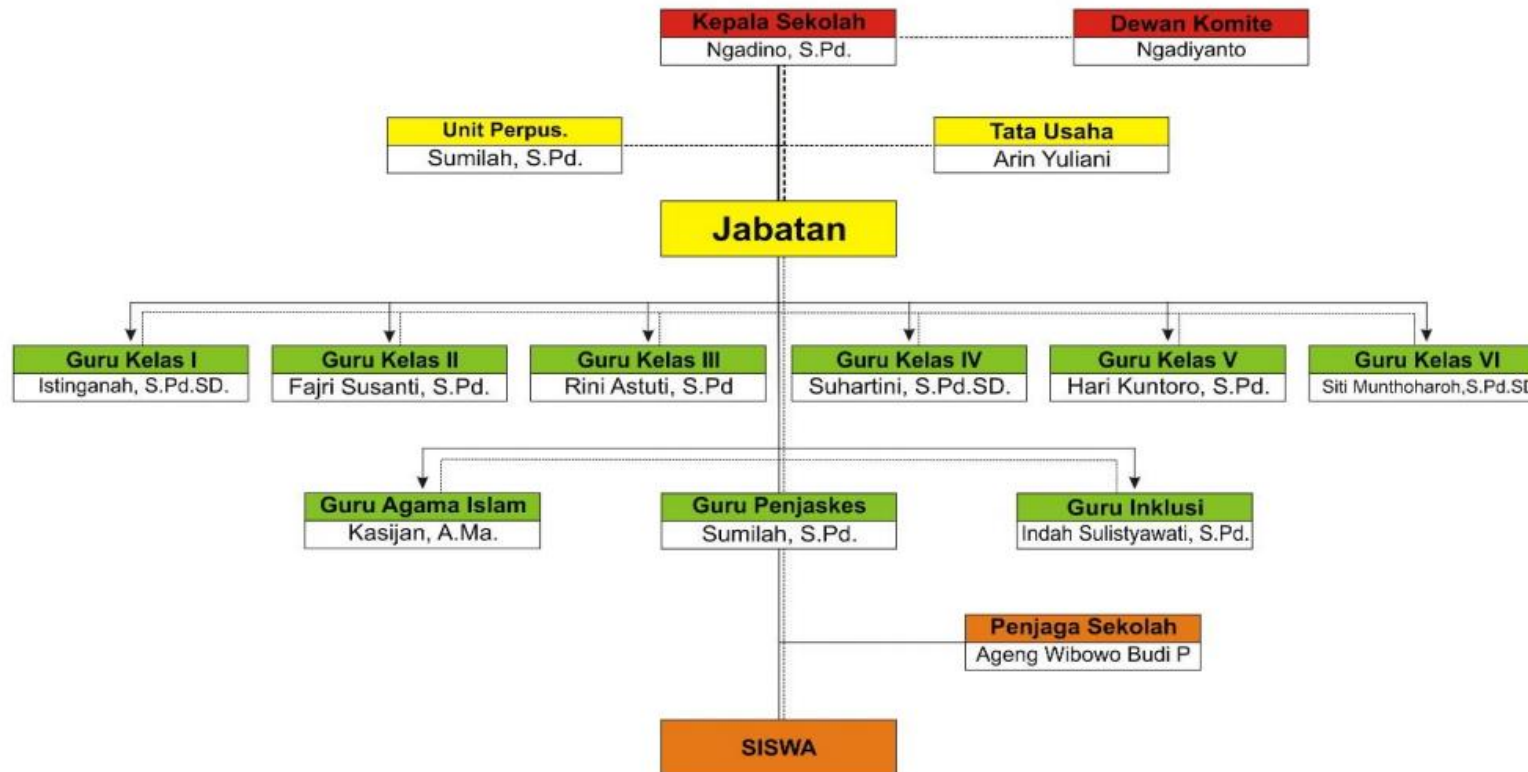 Kepala Sekolah
Ngadino, S.Pd.
Dewan Komite
Ngadiyanto
Unit Perpus.
Sumilah, S.Pd.
Tata Usaha
Arin Yuliani
Jabatan
Guru Kelas I
Istinganah, S.Pd.SD.
Guru Kelas II
Fajri Susanti, S.Pd.
Guru Kelas III
Rini Astuti, S.Pd
Guru Kelas IV
Suhartini, S.Pd.SD.
Guru Kelas V
Hari Kuntoro, S.Pd.
Guru Kelas VI
Siti Munthoharoh,S.Pd.SD
Guru Agama Islam
Kasijan, A.Ma.
Guru Penjaskes
Sumilah, S.Pd.
Guru Inklusi
Indah Sulistyawati, S.Pd.
Penjaga Sekolah
Ageng Wibowo Budi P
SISWA